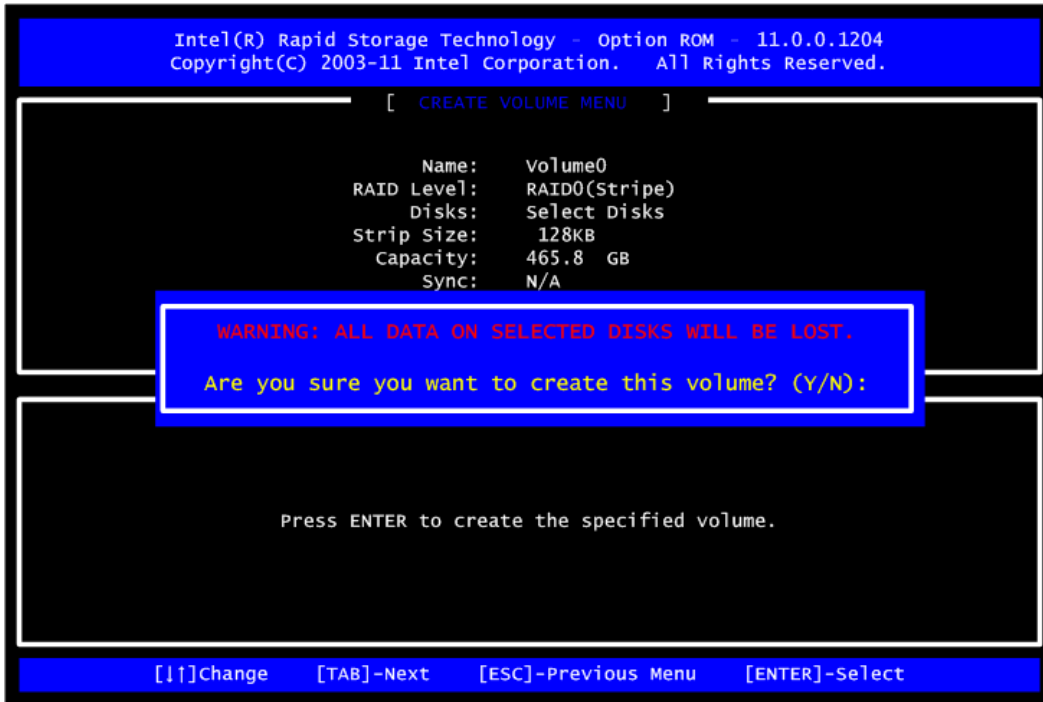 Intel(R) Rapid Storage Technology - Option ROM - 11.0.0.1204
Copyright(C) 2003-11 Intel Corporation. All Rights Reserved.
[ CREATE VOLUME MENU ]
Name: Volume0
RAID Level: RAID0(Stripe)
Disks: Select Disks
Strip Size: 128KB
Capacity: 465.8 GB
Sync: N/A
WARNING: ALL DATA ON SELECTED DISKS WILL BE LOST.
Are you sure you want to create this volume? (Y/N):
Press ENTER to create the specified volume.
[↓↑]Change [TAB]-Next [ESC]-Previous Menu [ENTER]-Select